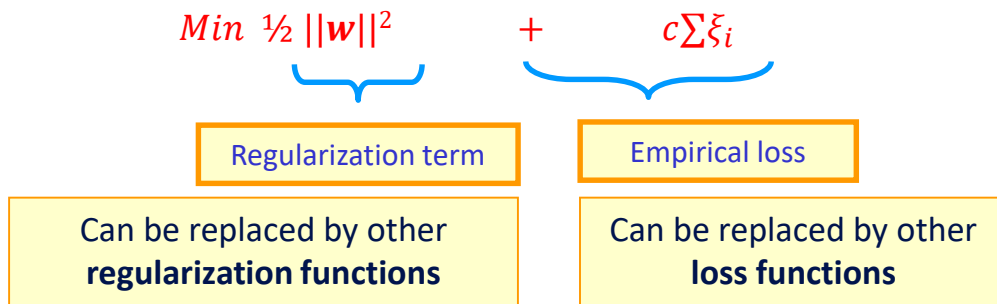 Min ½ ||w||² + c∑ξᵢ
Regularization term
Empirical loss
Can be replaced by other
regularization functions
Can be replaced by other
loss functions